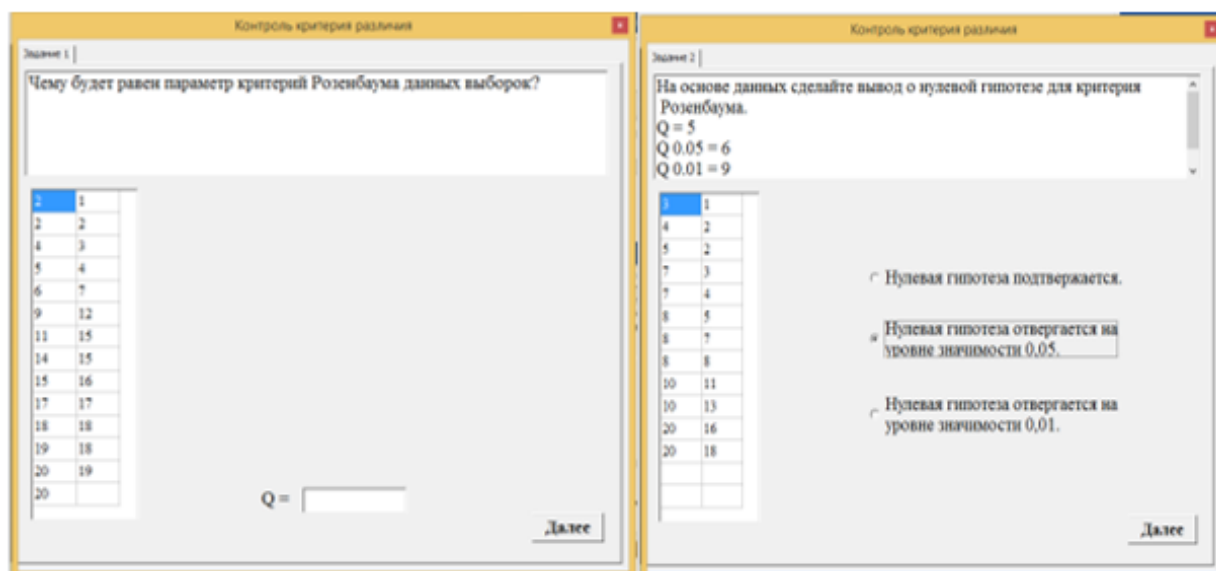 Контроль критерия различия
Задание 1
Чему будет равен параметр критерий Розенбаума данных выборок?
2 1
2 2
4 3
5 4
6 7
9 12
11 15
14 15
15 16
17 17
18 18
19 18
20 19
20
Q =
Далее
Контроль критерия различия
Задание 2
На основе данных сделайте вывод о нулевой гипотезе для критерия
Розенбаума.
Q = 5
Q 0.05 = 6
Q 0.01 = 9
3 1
4 2
5 2
7 3
7 4
8 5
8 7
8 8
10 11
10 13
20 16
20 18
Нулевая гипотеза подтвержается.
Нулевая гипотеза отвергается на
уровне значимости 0,05.
Нулевая гипотеза отвергается на
уровне значимости 0,01.
Далее